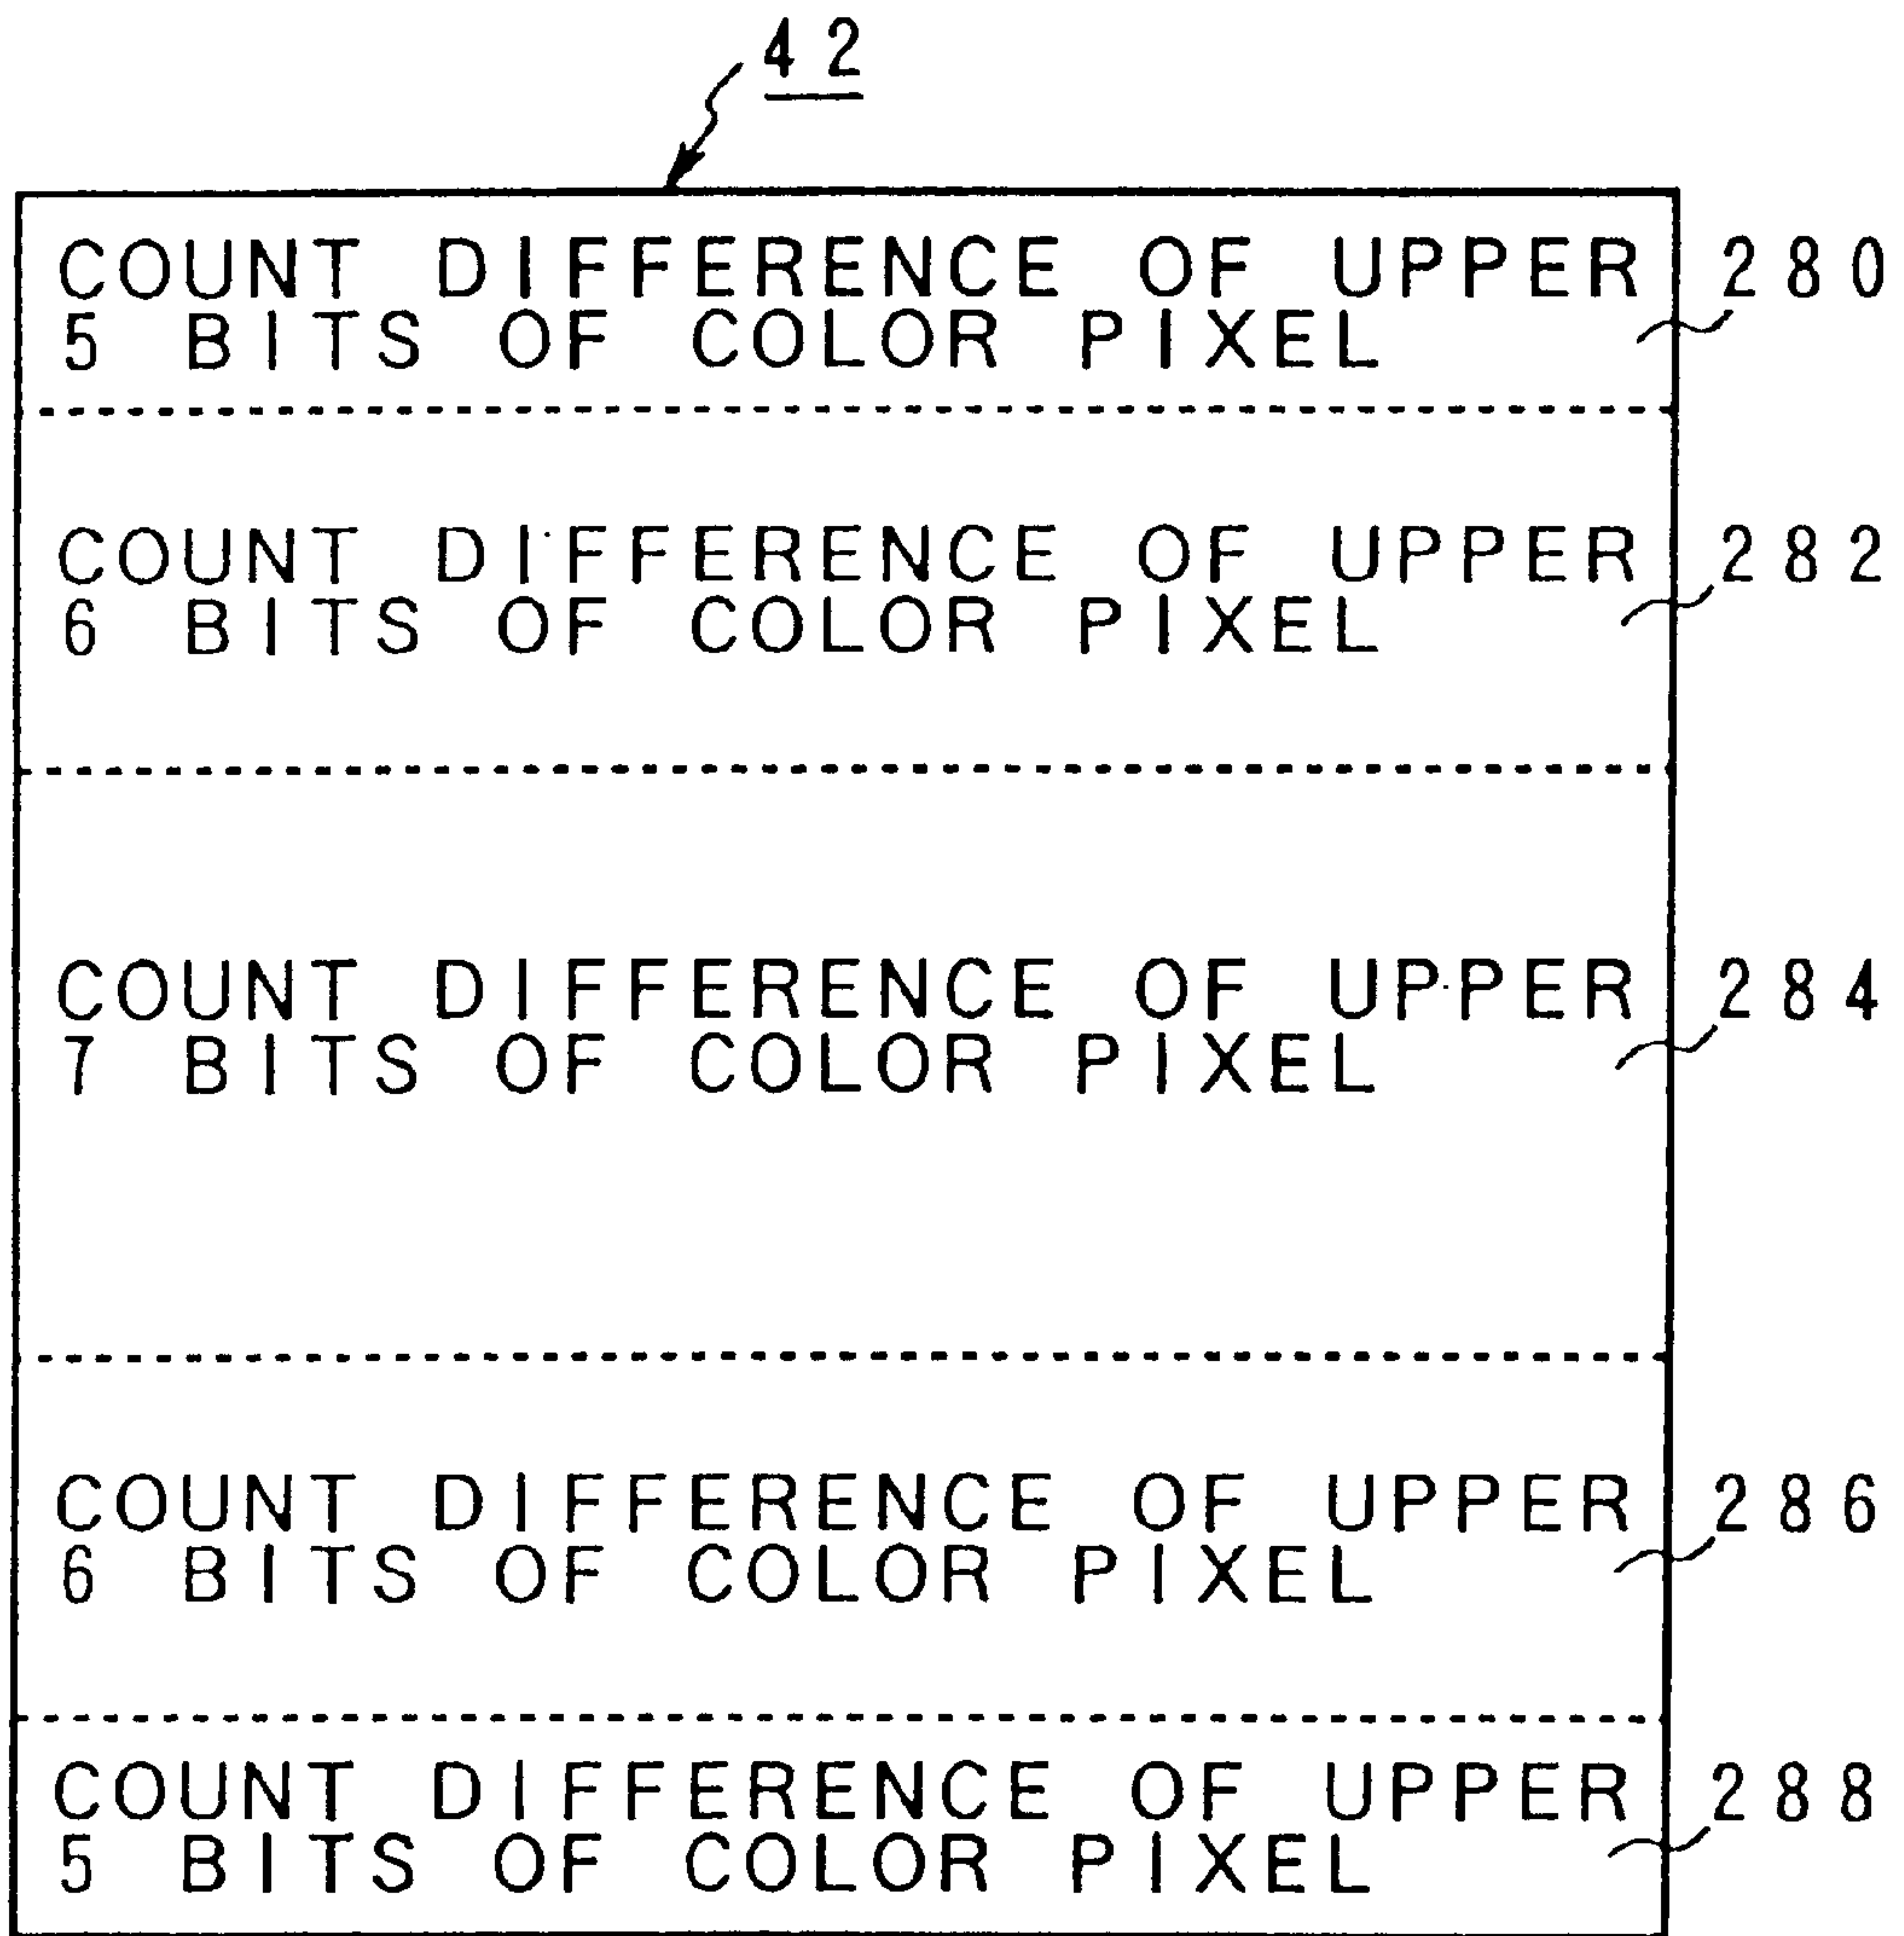 42
COUNT DIFFERENCE OF UPPER 280
5 BITS OF COLOR PIXEL
COUNT DIFFERENCE OF UPPER 282
6 BITS OF COLOR PIXEL
COUNT DIFFERENCE OF UPPER 284
7 BITS OF COLOR PIXEL
COUNT DIFFERENCE OF UPPER 286
6 BITS OF COLOR PIXEL
COUNT DIFFERENCE OF UPPER 288
5 BITS OF COLOR PIXEL